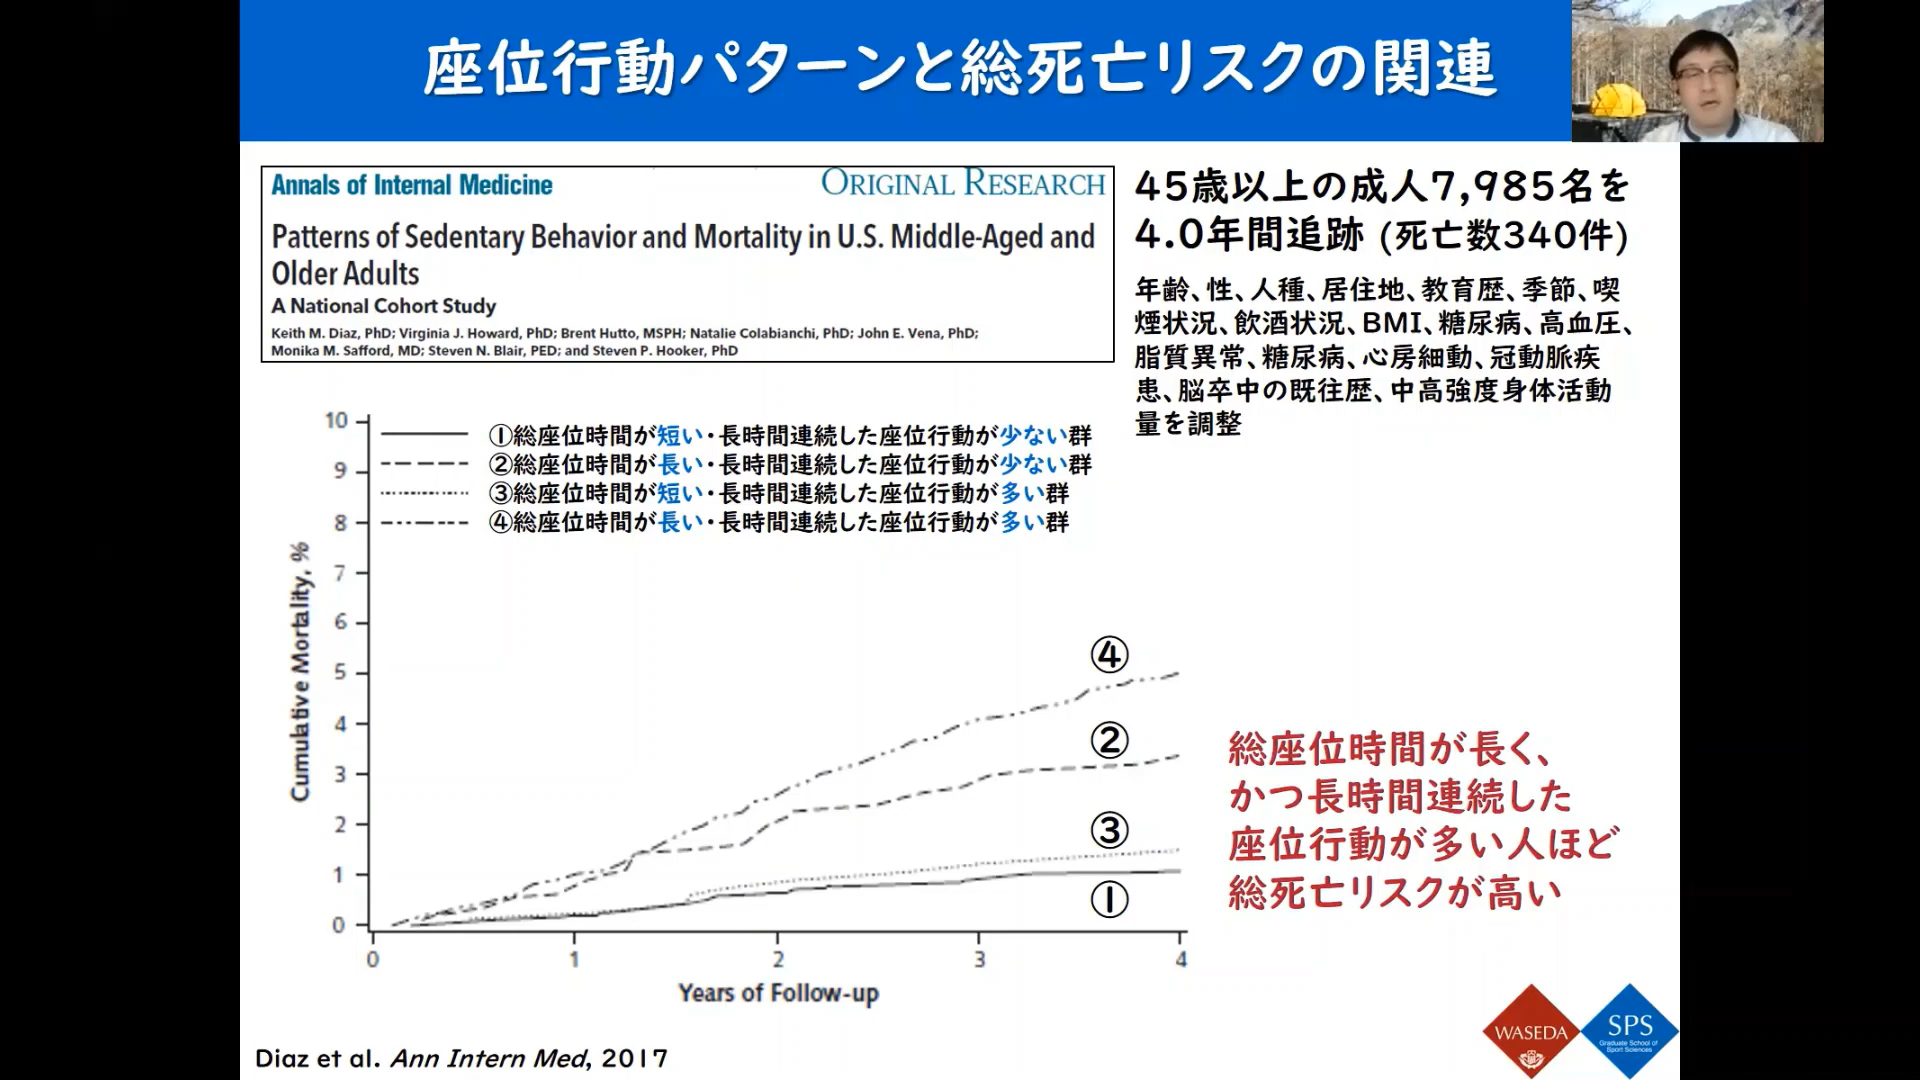 座位行動パターンと総死亡リスクの関連
Annals of Internal Medicine
ORIGINAL RESEARCH
Patterns of Sedentary Behavior and Mortality in U.S. Middle-Aged and
Older Adults
A National Cohort Study
Keith M. Diaz, PhD; Virginia J. Howard, PhD; Brent Hutto, MSPH; Natalie Colabianchi, PhD; John E. Vena, PhD;
Monika M. Safford, MD; Steven N. Blair, PED; and Steven P. Hooker, PhD
45歳以上の成人7,985名を
4.0年間追跡 (死亡数340件)
年齢、性、人種、居住地、教育歴、季節、喫
煙状況、飲酒状況、BMI、糖尿病、高血圧、
脂質異常、糖尿病、心房細動、冠動脈疾
患、脳卒中の既往歴、中高強度身体活動
量を調整
①総座位時間が短い・長時間連続した座位行動が少ない群
②総座位時間が長い・長時間連続した座位行動が少ない群
③総座位時間が短い・長時間連続した座位行動が多い群
④総座位時間が長い・長時間連続した座位行動が多い群
Cumulative Mortality, %
10
9
8
7
6
5
4
3
2
1
0
④
②
③
①
0
1
2
3
4
Years of Follow-up
総座位時間が長く、
かつ長時間連続した
座位行動が多い人ほど
総死亡リスクが高い
Diaz et al. Ann Intern Med, 2017
WASEDA
SPS
Graduate School of
Sport Sciences